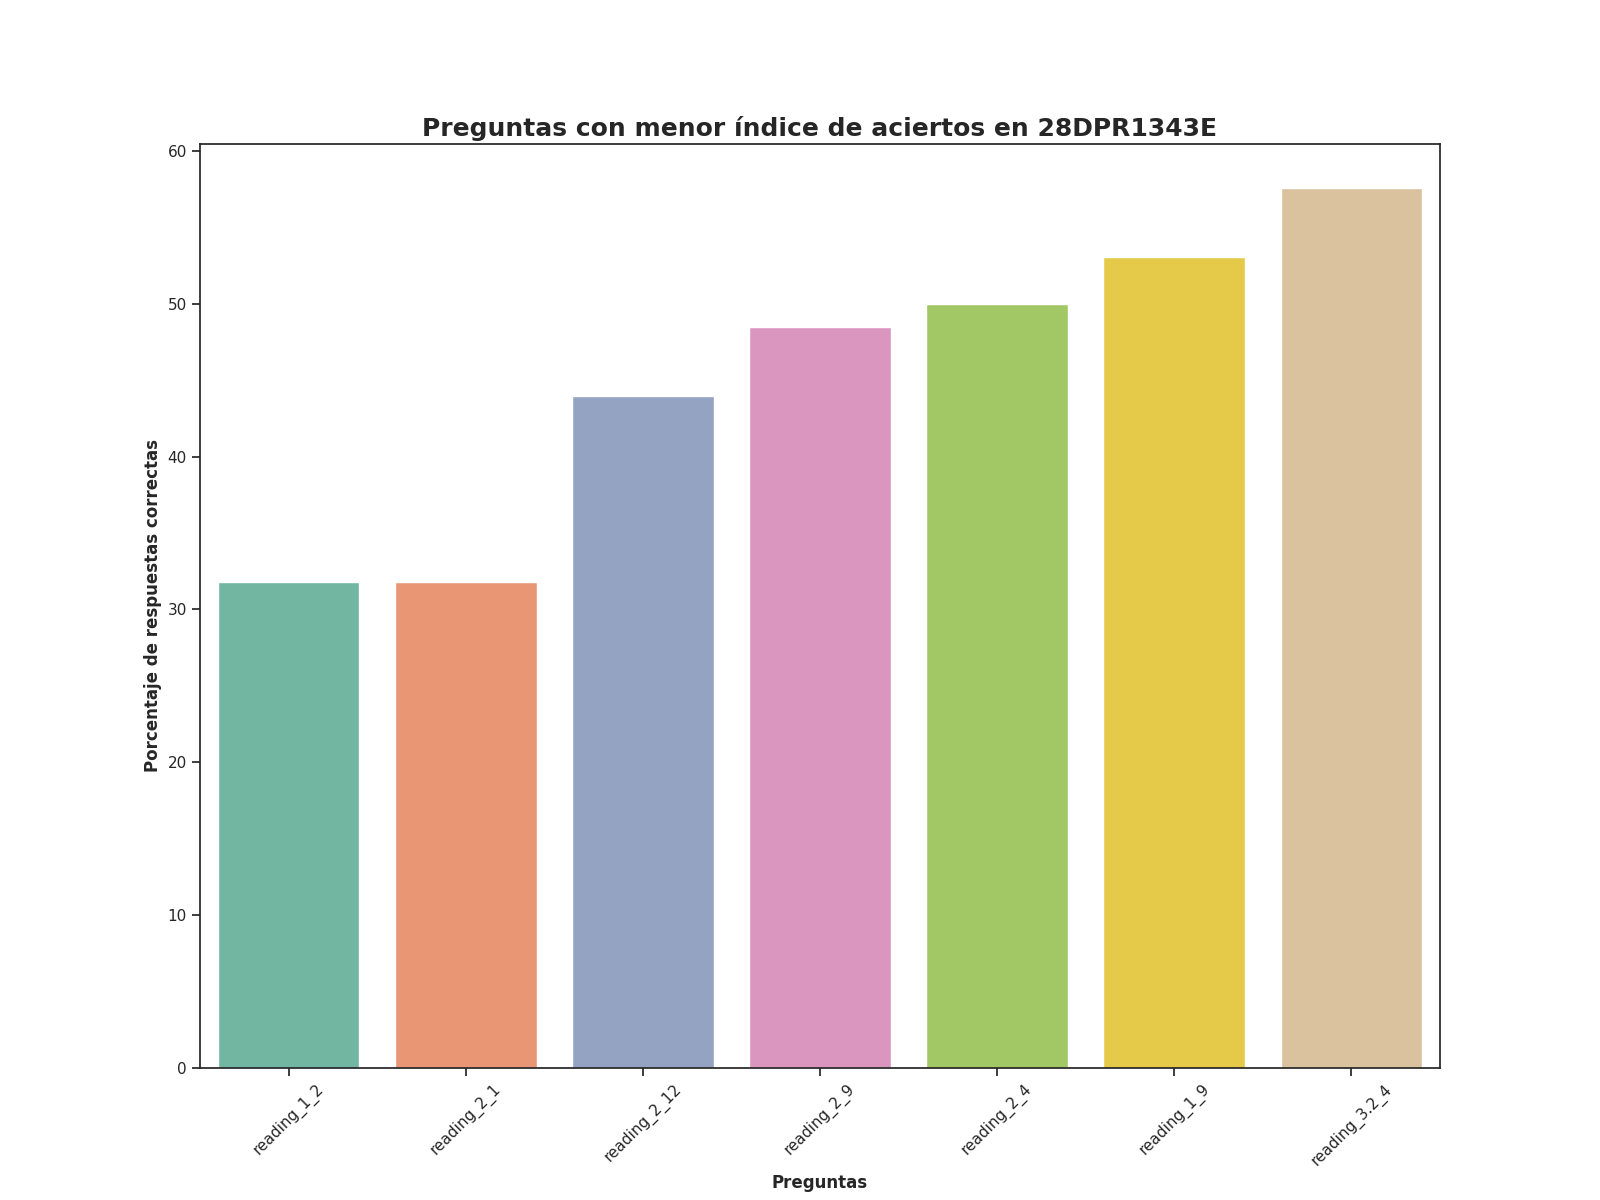 Preguntas con menor índice de aciertos en 28DPR1343E
Porcentaje de respuestas correctas
60
50
40
30
20
10
0
reading_1_2
reading_2_1
reading_2_12
reading_2_9
reading_2_4
reading_1_9
reading_3.2_4
Preguntas